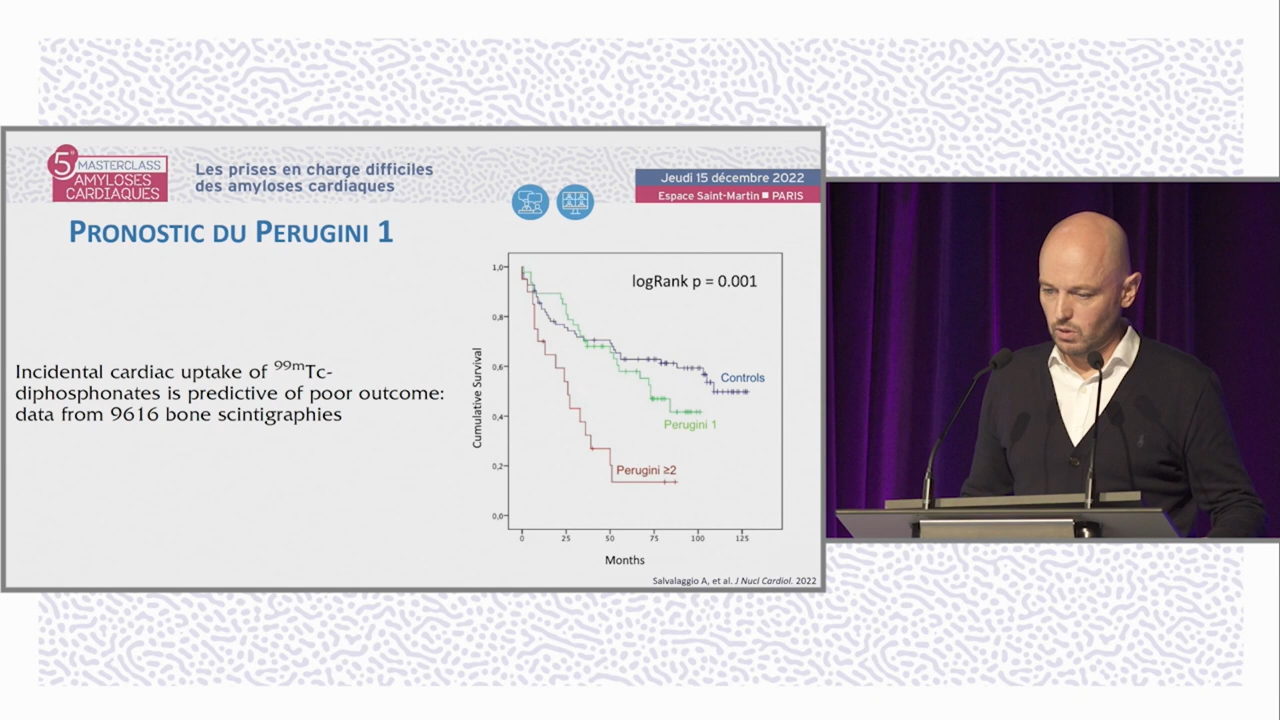 5e MASTERCLASS
AMYLOSES
CARDIAQUES
Les prises en charge difficiles
des amyloses cardiaques
Jeudi 15 décembre 2022
Espace Saint-Martin ■ PARIS
PRONOSTIC DU PERUGINI 1
Incidental cardiac uptake of 99mTc-
diphosphonates is predictive of poor outcome:
data from 9616 bone scintigraphies
logRank p = 0.001
Cumulative Survival
1,0
0,8
0,6
0,4
0,2
0,0
Controls
Perugini 1
Perugini ≥2
0 25 50 75 100 125
Months
Salvalaggio A, et al. J Nucl Cardiol. 2022